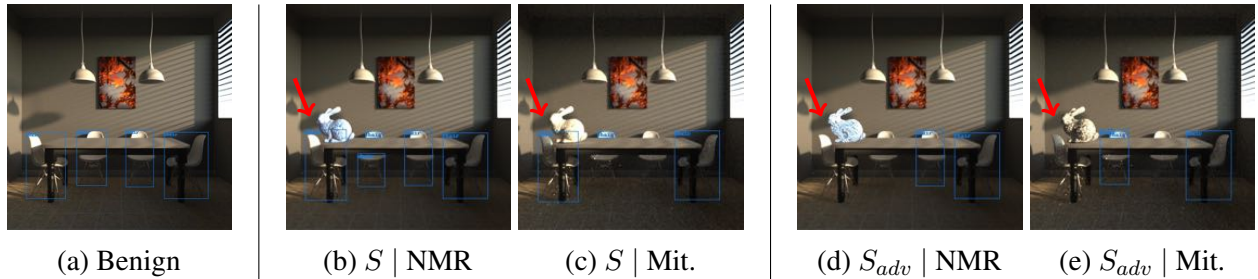 (a) Benign
(b) S | NMR
(c) S | Mit.
(d) S_adv | NMR
(e) S_adv | Mit.